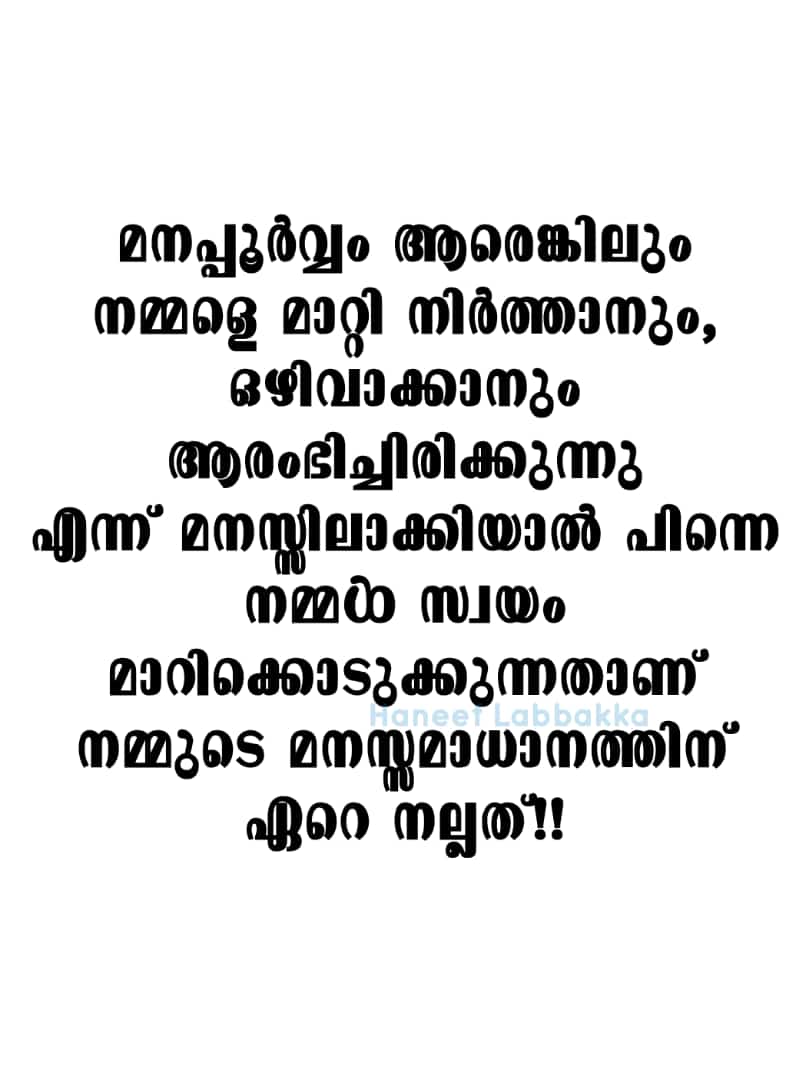 മനപ്പൂർവ്വം ആരെങ്കിലും
നമ്മളെ മാറ്റി നിർത്താനും,
ഒഴിവാക്കാനും
ആരംഭിച്ചിരിക്കുന്നു
എന്ന് മനസ്സിലാക്കിയാൽ പിന്നെ
നമ്മൾ സ്വയം
മാറിക്കൊടുക്കുന്നതാണ്
Haneet Labbakka
നമ്മുടെ മനസ്സമാധാനത്തിന്
ഏറെ നല്ലത്!!